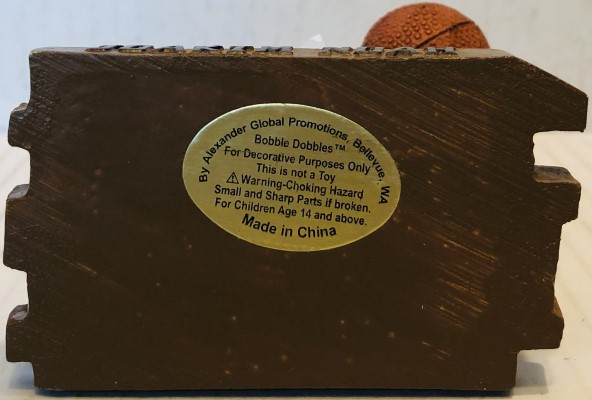 By Alexander Global Promotions, Bellevue, WA
Bobble Dobbles™
For Decorative Purposes Only
This is not a Toy
⚠ Warning-Choking Hazard
Small and Sharp Parts if broken.
For Children Age 14 and above.
Made in China